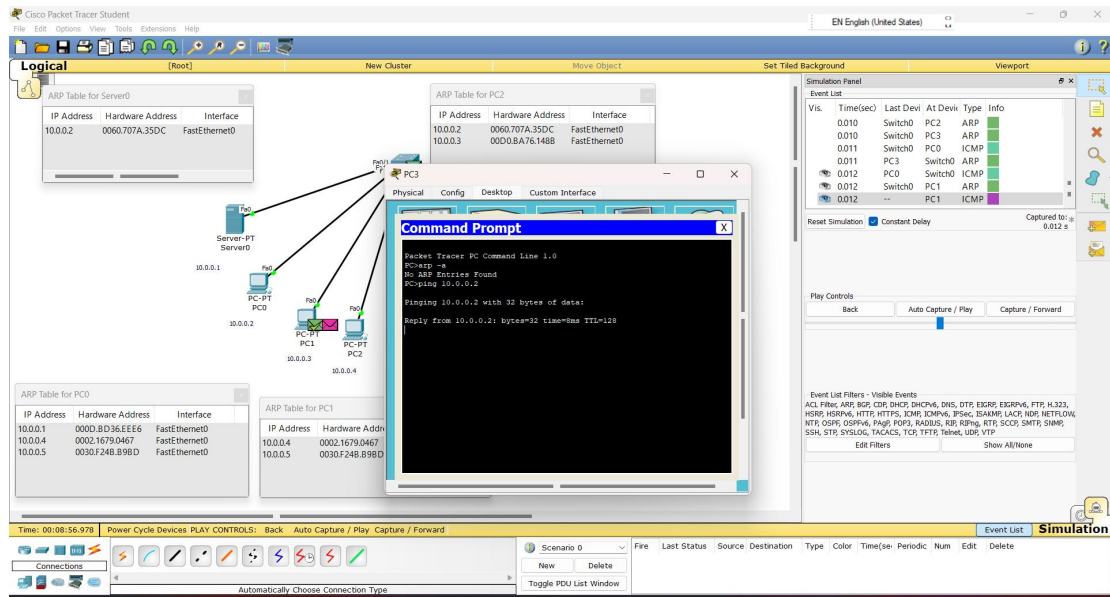 Cisco Packet Tracer Student
EN English (United States)
File Edit Options View Tools Extensions Help
Logical [Root] New Cluster Move Object Set Tiled Background Viewport
ARP Table for Server0
IP Address Hardware Address Interface
10.0.0.2 0060.707A.35DC FastEthernet0
ARP Table for PC2
IP Address Hardware Address Interface
10.0.0.2 0060.707A.35DC FastEthernet0
10.0.0.3 00D0.BA76.148B FastEthernet0
Fa0/1
Fa0
Server-PT
Server0
10.0.0.1
Fa0
PC-PT
PC0
10.0.0.2
Fa0
PC-PT
PC1
10.0.0.3
Fa0
PC-PT
PC2
10.0.0.4
PC3
Physical Config Desktop Custom Interface
Command Prompt X
Packet Tracer PC Command Line 1.0
PC>arp -a
No ARP Entries Found
PC>ping 10.0.0.2
Pinging 10.0.0.2 with 32 bytes of data:
Reply from 10.0.0.2: bytes=32 time=8ms TTL=128
ARP Table for PC0
IP Address Hardware Address Interface
10.0.0.1 000D.BD36.EEE6 FastEthernet0
10.0.0.4 0002.1679.0467 FastEthernet0
10.0.0.5 0030.F24B.B9BD FastEthernet0
ARP Table for PC1
IP Address Hardware Addre
10.0.0.4 0002.1679.0467
10.0.0.5 0030.F24B.B9BD
Simulation Panel
Event List
Vis. Time(sec) Last Devi At Device Type Info
0.010 Switch0 PC2 ARP
0.010 Switch0 PC3 ARP
0.011 Switch0 PC0 ICMP
0.011 PC3 Switch0 ARP
0.012 PC0 Switch0 ICMP
0.012 Switch0 PC1 ARP
0.012 -- PC1 ICMP
Reset Simulation Constant Delay Captured to:
0.012 s
Play Controls
Back Auto Capture / Play Capture / Forward
Event List Filters - Visible Events
ACL Filter, ARP, BGP, CDP, DHCP, DHCPv6, DNS, DTP, EIGRP, EIGRPv6, FTP, H.323,
HSRP, HSRPv6, HTTP, HTTPS, ICMP, ICMPv6, IPSec, ISAKMP, LACP, NDP, NETFLOW,
NTP, OSPF, OSPFv6, PAgP, POP3, RADIUS, RIP, RIPng, RTP, SCCP, SMTP, SNMP,
SSH, STP, SYSLOG, TACACS, TCP, TFTP, Telnet, UDP, VTP
Edit Filters Show All/None
Time: 00:08:56.978 Power Cycle Devices PLAY CONTROLS: Back Auto Capture / Play Capture / Forward
Event List Simulation
Connections
Automatically Choose Connection Type
Scenario 0
New Delete
Toggle PDU List Window
Fire Last Status Source Destination Type Color Time(sec Periodic Num Edit Delete